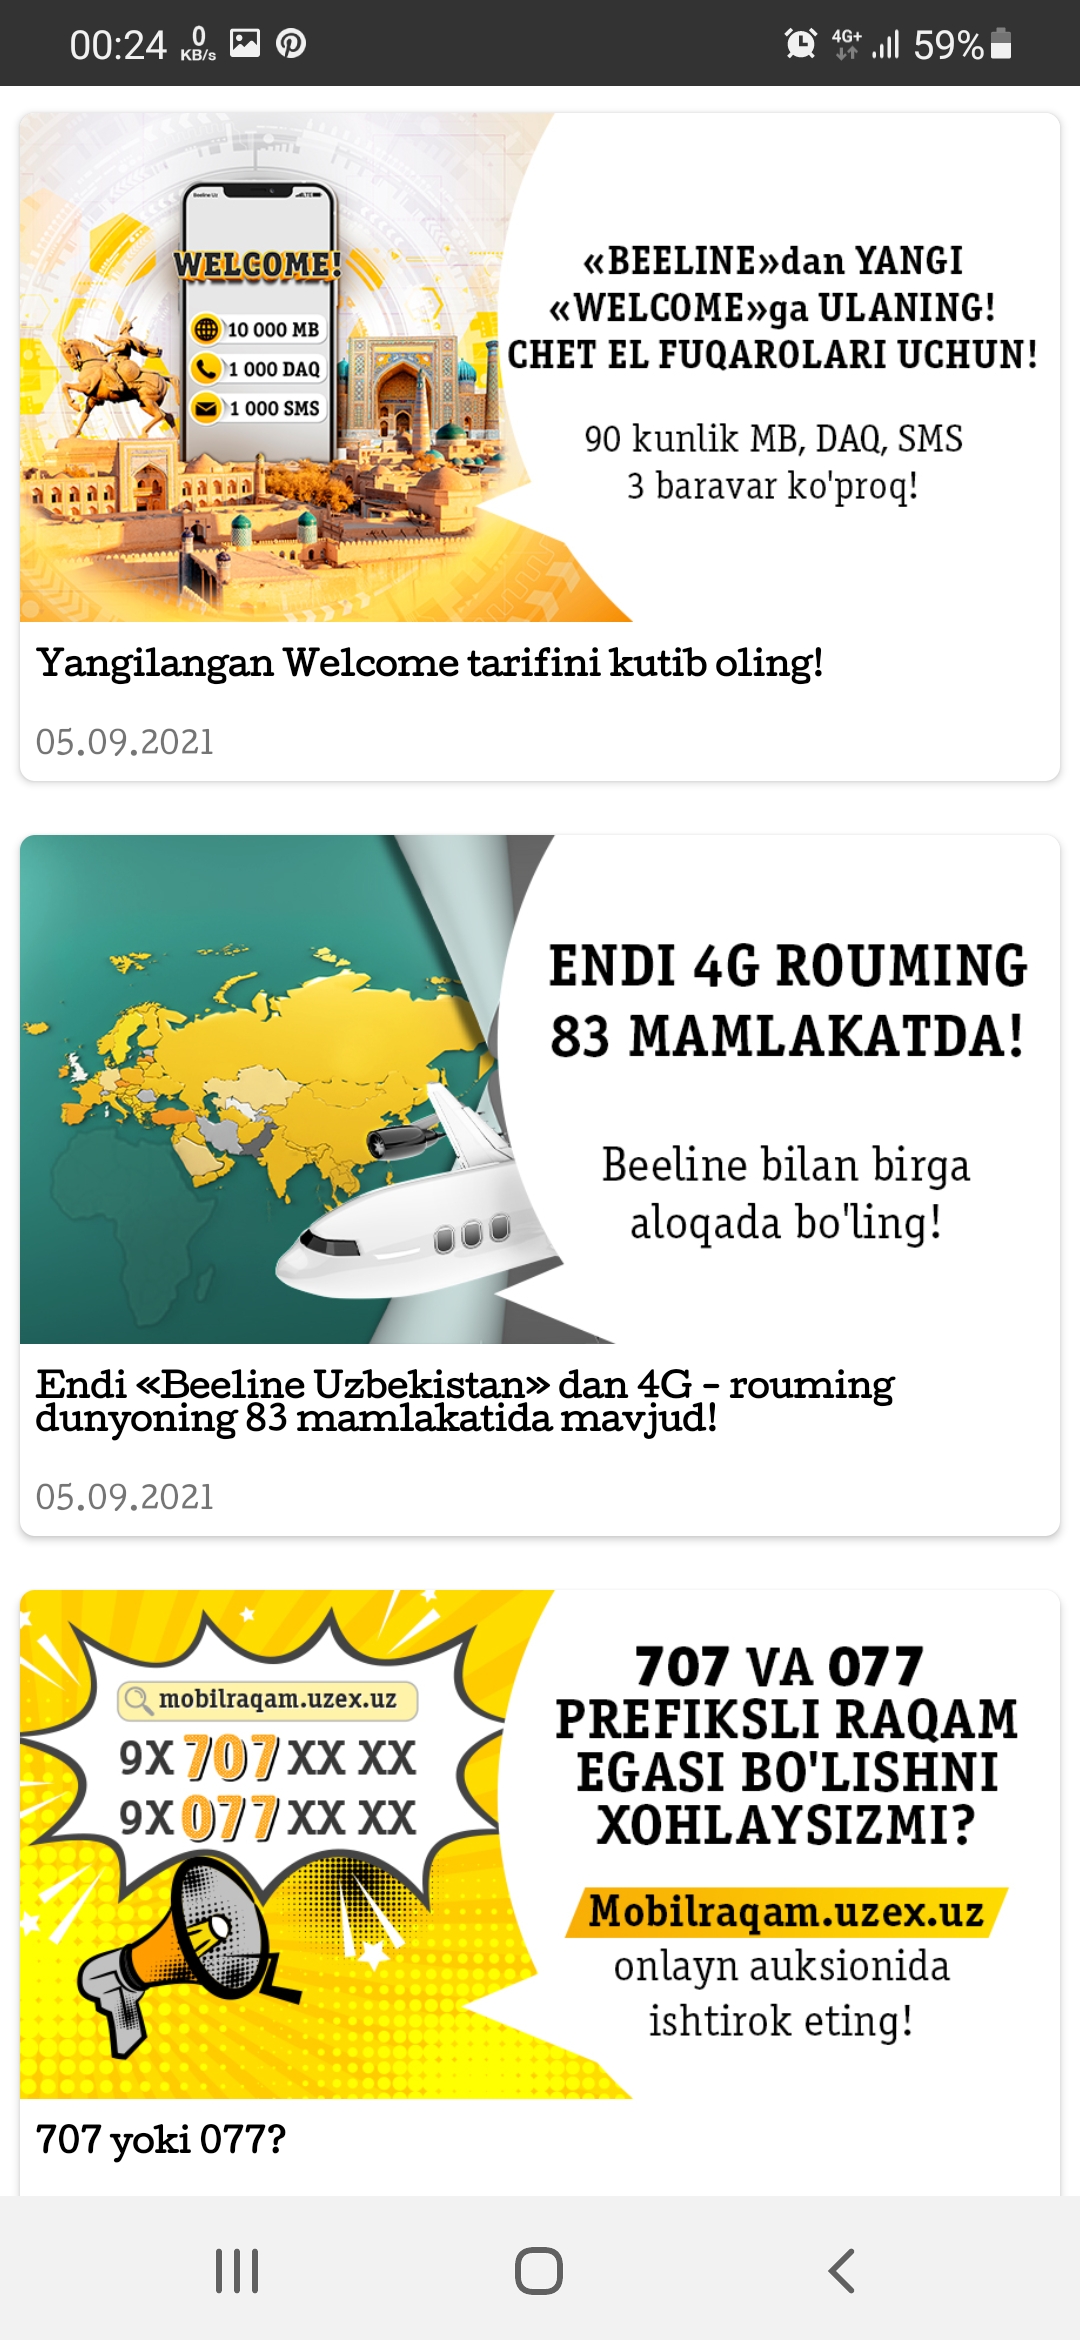 00:24 0 KB/s 4G+ 59%
WELCOME!
10 000 MB
1 000 DAQ
1 000 SMS
«BEELINE»dan YANGI
«WELCOME»ga ULANING!
CHET EL FUQAROLARI UCHUN!
90 kunlik MB, DAQ, SMS
3 baravar ko'proq!
Yangilangan Welcome tarifini kutib oling!
05.09.2021
ENDI 4G ROUMING
83 MAMLAKATDA!
Beeline bilan birga
aloqada bo'ling!
Endi «Beeline Uzbekistan» dan 4G - rouming
dunyoning 83 mamlakatida mavjud!
05.09.2021
mobilraqam.uzex.uz
9X 707 XX XX
9X 077 XX XX
707 VA 077
PREFIKSLI RAQAM
EGASI BO'LISHNI
XOHLAYSIZMI?
Mobilraqam.uzex.uz
onlayn auksionida
ishtirok eting!
707 yoki 077?